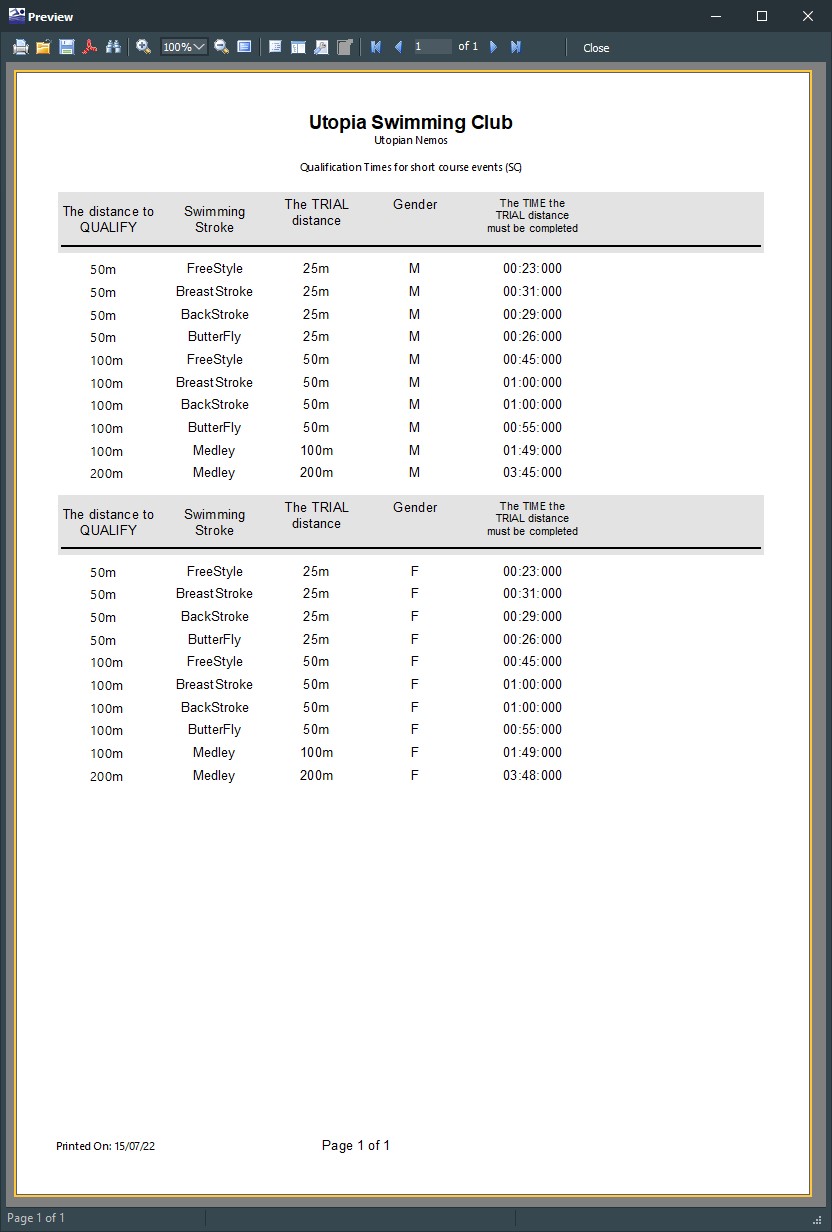 Preview
100%
1 of 1
Close
Utopia Swimming Club
Utopian Nemos
Qualification Times for short course events (SC)
The distance to QUALIFY Swimming Stroke The TRIAL distance Gender The TIME the TRIAL distance must be completed
50m FreeStyle 25m M 00:23:000
50m BreastStroke 25m M 00:31:000
50m BackStroke 25m M 00:29:000
50m ButterFly 25m M 00:26:000
100m FreeStyle 50m M 00:45:000
100m BreastStroke 50m M 01:00:000
100m BackStroke 50m M 01:00:000
100m ButterFly 50m M 00:55:000
100m Medley 100m M 01:49:000
200m Medley 200m M 03:45:000
The distance to QUALIFY Swimming Stroke The TRIAL distance Gender The TIME the TRIAL distance must be completed
50m FreeStyle 25m F 00:23:000
50m BreastStroke 25m F 00:31:000
50m BackStroke 25m F 00:29:000
50m ButterFly 25m F 00:26:000
100m FreeStyle 50m F 00:45:000
100m BreastStroke 50m F 01:00:000
100m BackStroke 50m F 01:00:000
100m ButterFly 50m F 00:55:000
100m Medley 100m F 01:49:000
200m Medley 200m F 03:48:000
Printed On: 15/07/22 Page 1 of 1
Page 1 of 1